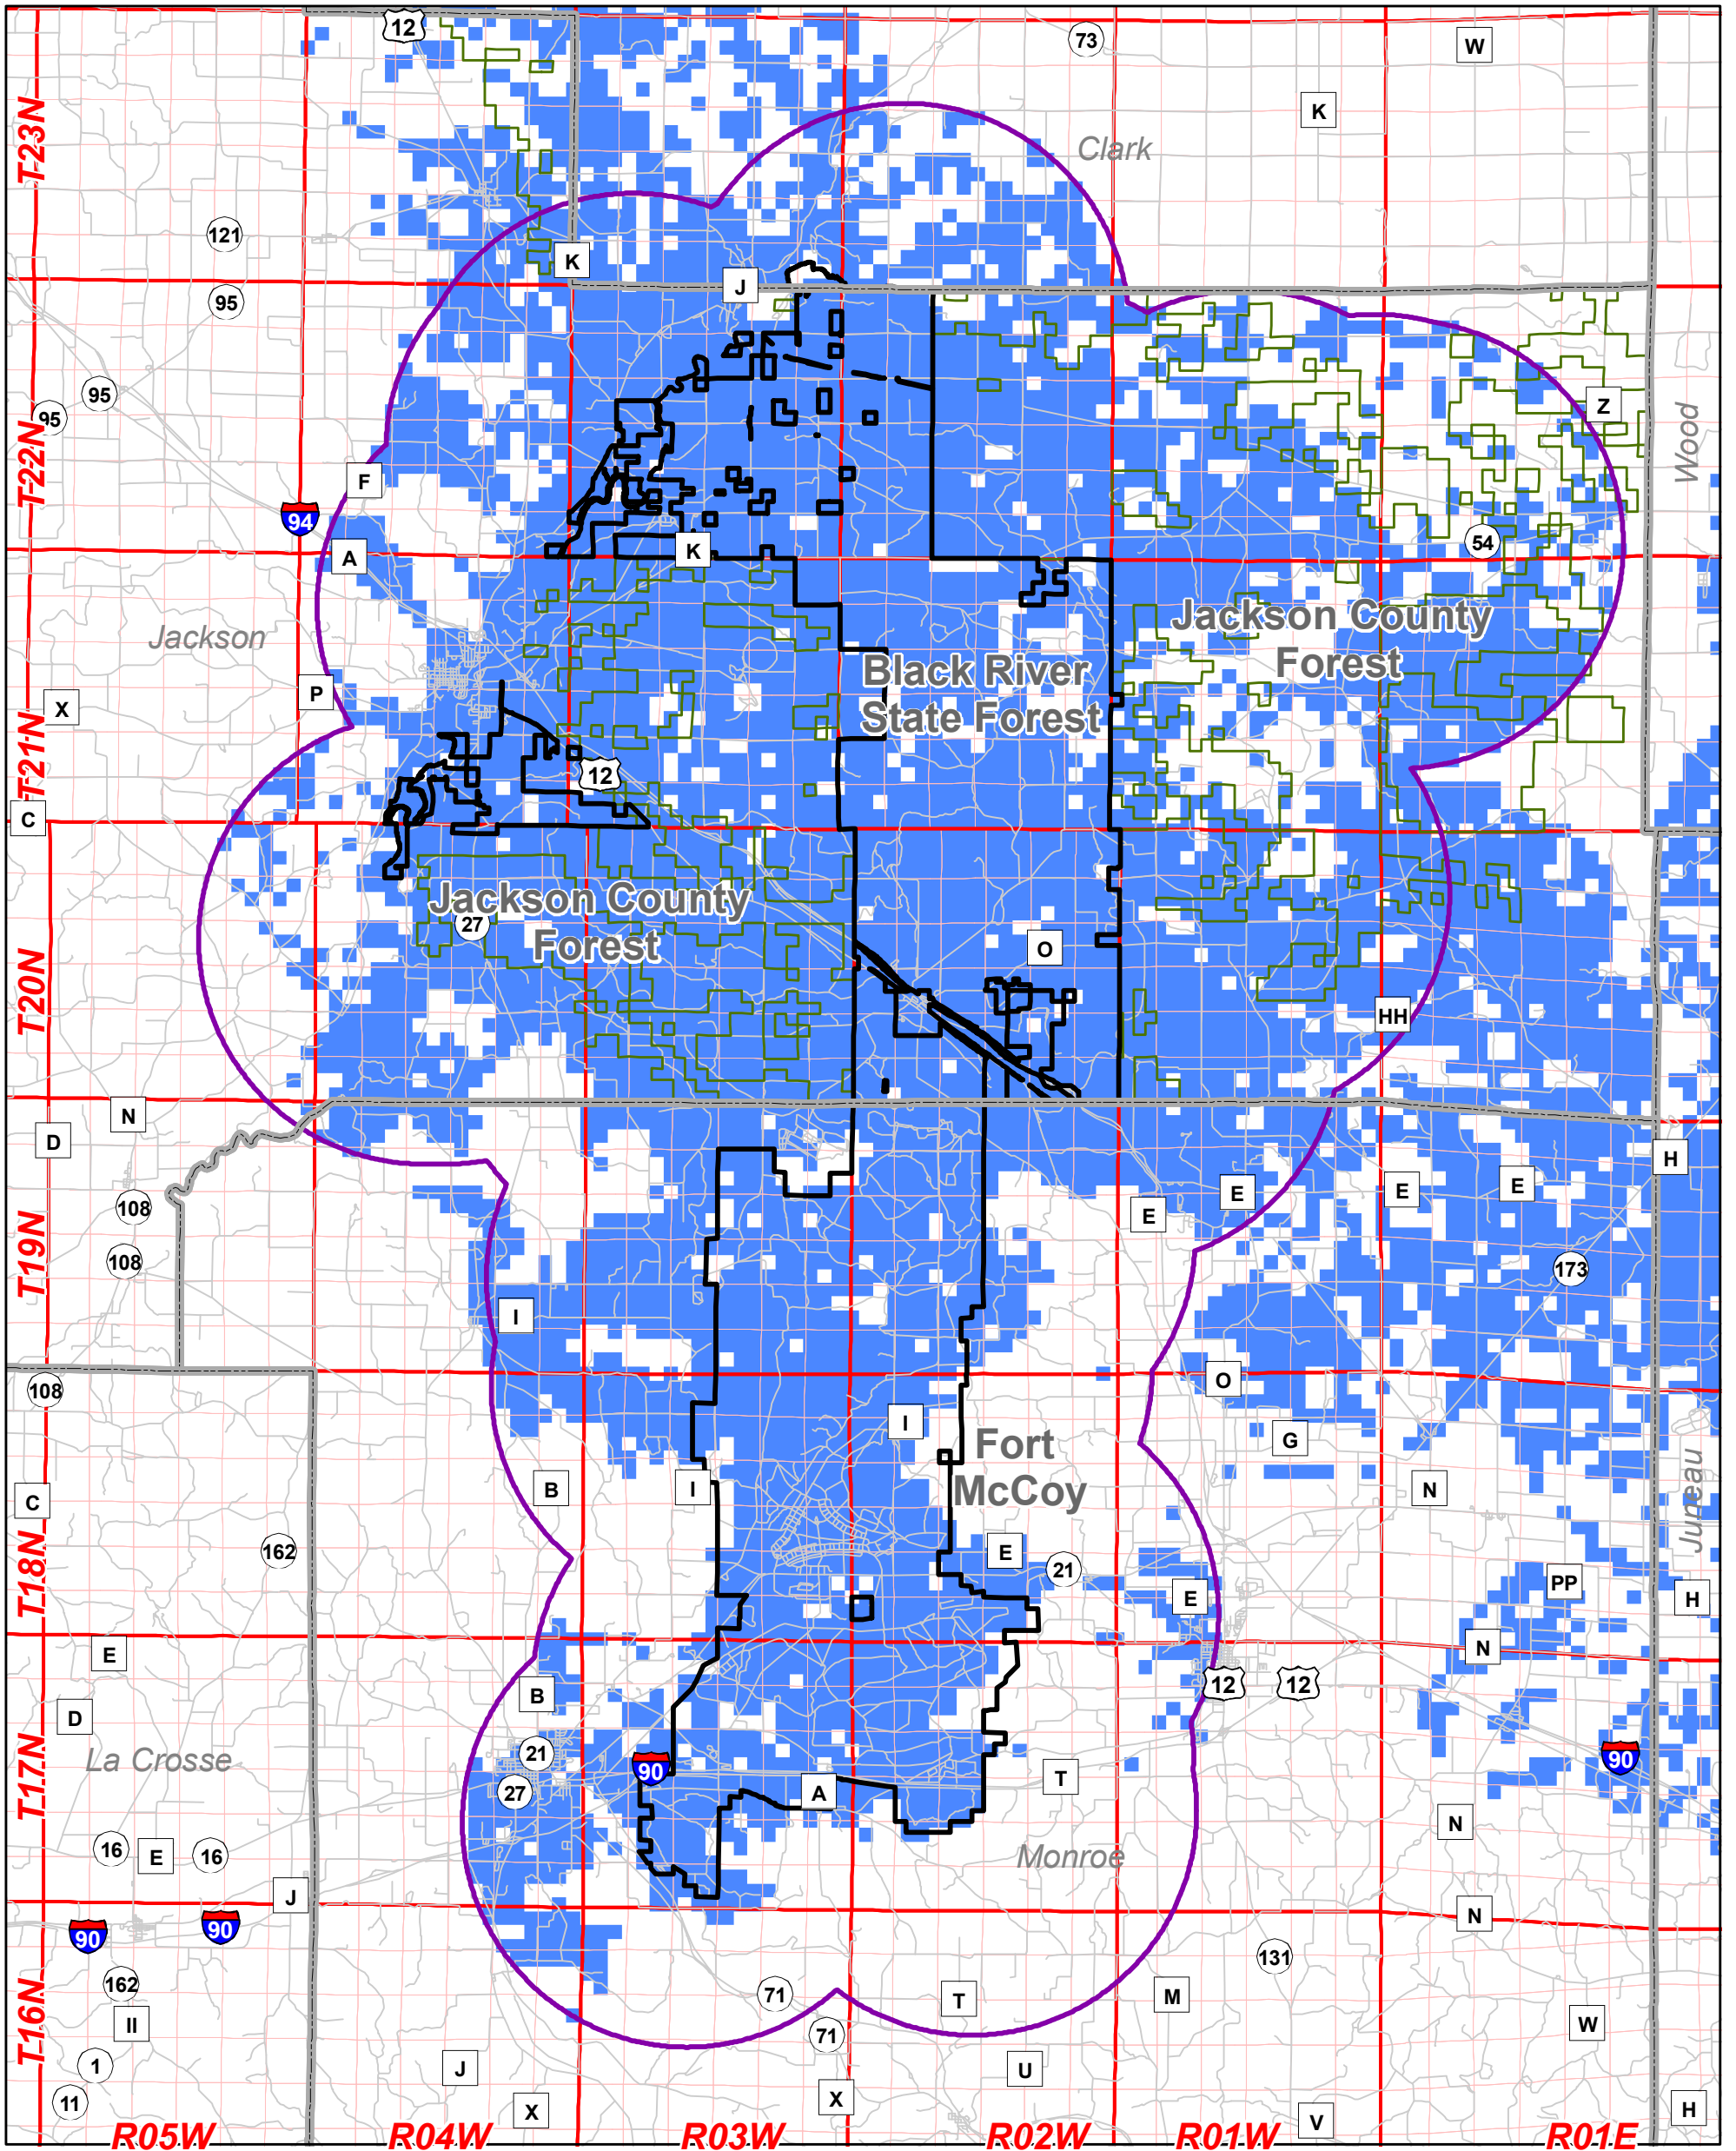 12
73
W
K
T23N
Clark
121
K
J
95
95
95
Z
T22N
Wood
F
94
54
A
K
Jackson
Jackson County
Forest
Black River
State Forest
P
X
T21N
12
C
Jackson County
27
Forest
O
T20N
HH
N
D
H
E
E
E
E
108
T19N
108
173
I
O
108
I
G
Fort
McCoy
B
I
N
C
Juneau
162
T18N
E
21
PP
E
H
E
N
B
12
12
D
T17N
La Crosse
21
90
90
27
A
T
N
16
E
16
Monroe
J
N
90
90
131
162
71
T
M
T16N
II
71
W
1
J
U
11
X
X
V
H
R05W
R04W
R03W
R02W
R01W
R01E